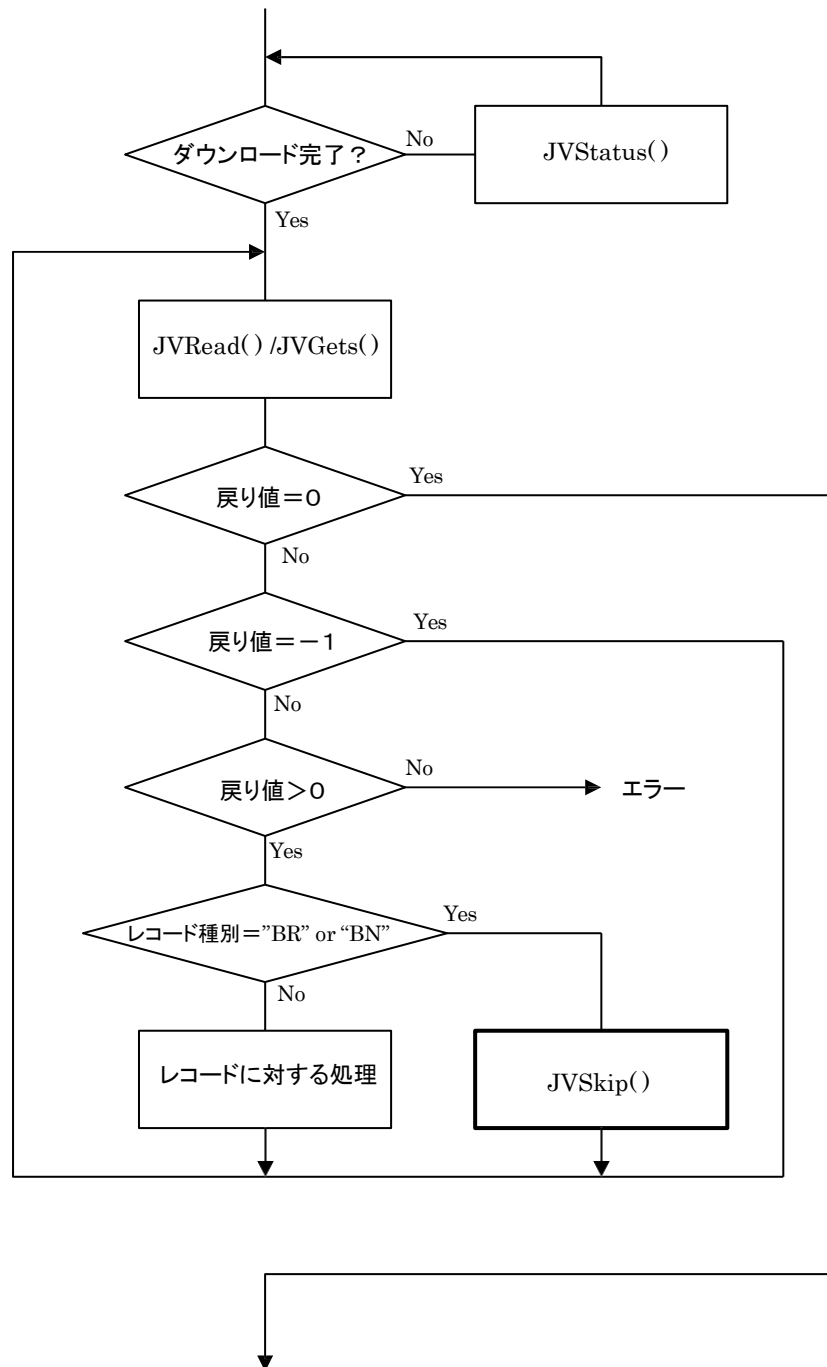 ダウンロード完了？
No
JVStatus( )
Yes
JVRead( ) /JVGets( )
戻り値＝０
Yes
No
戻り値＝－１
Yes
No
戻り値＞０
No
エラー
Yes
レコード種別＝”BR” or “BN”
Yes
No
レコードに対する処理
JVSkip( )